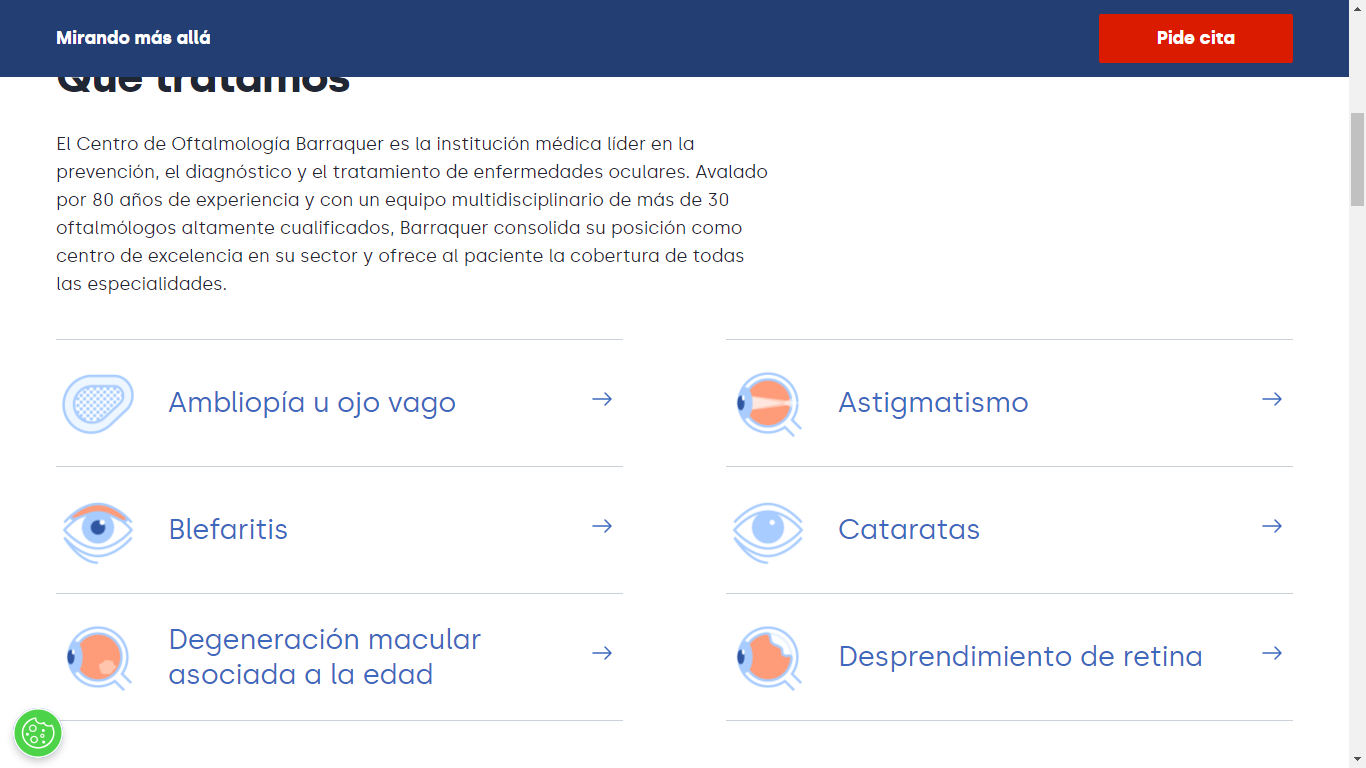 Mirando más allá
Pide cita
Qué tratamos
El Centro de Oftalmología Barraquer es la institución médica líder en la
prevención, el diagnóstico y el tratamiento de enfermedades oculares. Avalado
por 80 años de experiencia y con un equipo multidisciplinario de más de 30
oftalmólogos altamente cualificados, Barraquer consolida su posición como
centro de excelencia en su sector y ofrece al paciente la cobertura de todas
las especialidades.
Ambliopía u ojo vago
Astigmatismo
Blefaritis
Cataratas
Degeneración macular
asociada a la edad
Desprendimiento de retina